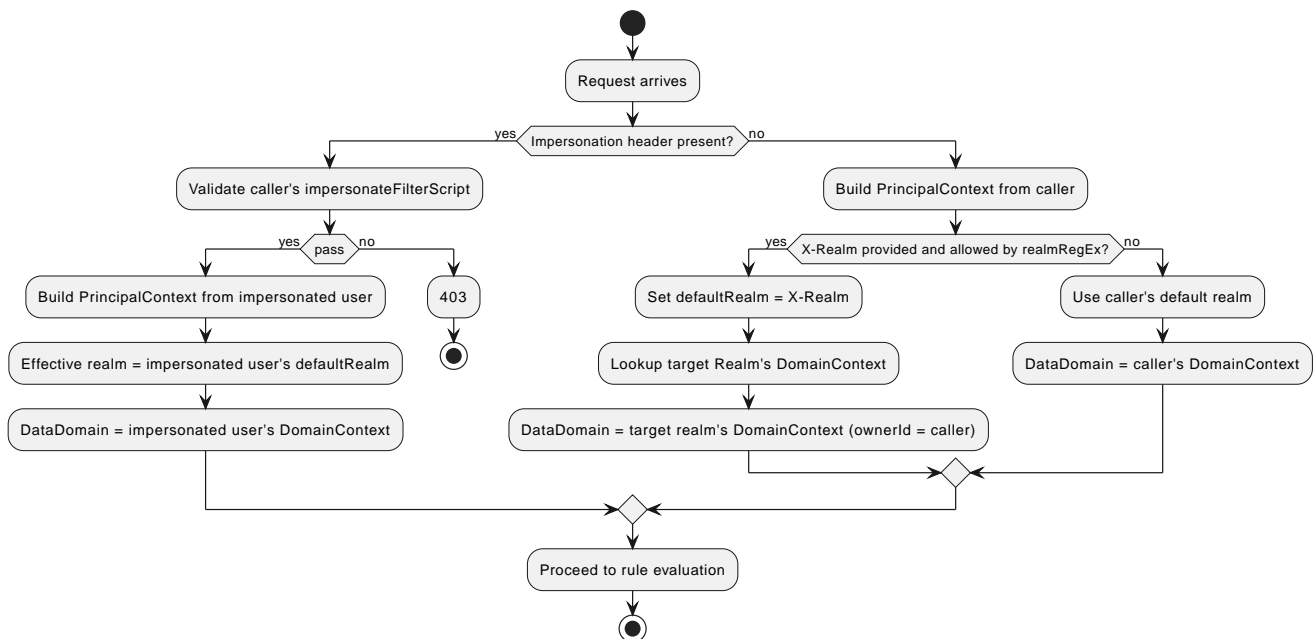 Request arrives
yes
Impersonation header present?
no
Validate caller's impersonateFilterScript
Build PrincipalContext from caller
yes
pass
no
yes
X-Realm provided and allowed by realmRegEx?
no
Build PrincipalContext from impersonated user
403
Set defaultRealm = X-Realm
Use caller's default realm
Effective realm = impersonated user's defaultRealm
Lookup target Realm's DomainContext
DataDomain = caller's DomainContext
DataDomain = impersonated user's DomainContext
DataDomain = target realm's DomainContext (ownerId = caller)
Proceed to rule evaluation